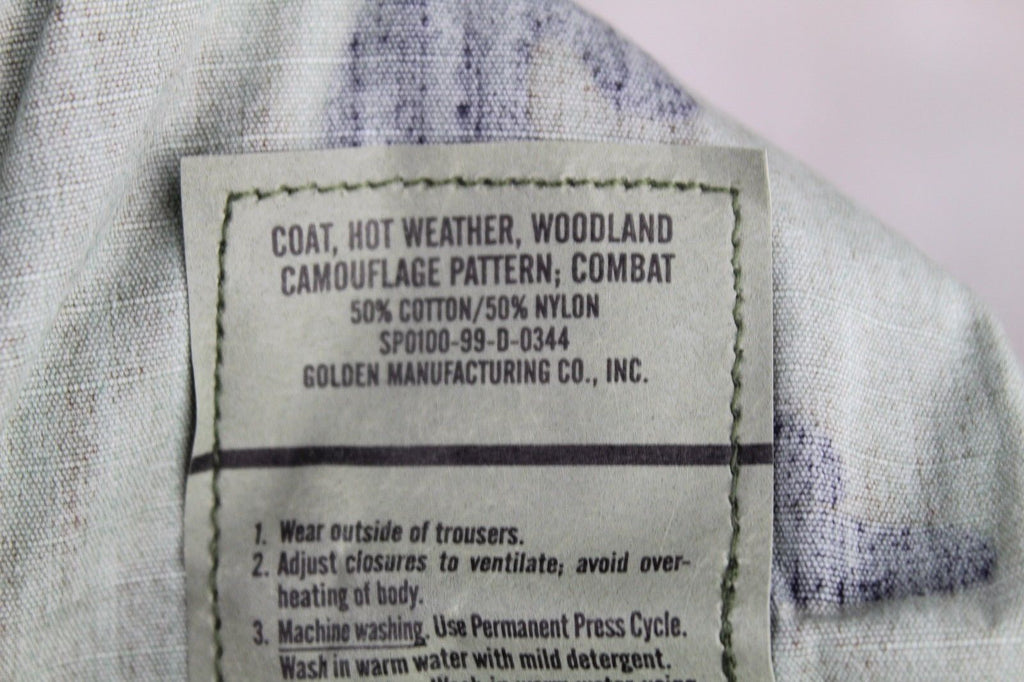 COAT, HOT WEATHER, WOODLAND
CAMOUFLAGE PATTERN; COMBAT
50% COTTON/50% NYLON
SPO100-99-D-0344
GOLDEN MANUFACTURING CO., INC.
1. Wear outside of trousers.
2. Adjust closures to ventilate; avoid over-
heating of body.
3. Machine washing. Use Permanent Press Cycle.
Wash in warm water with mild detergent.